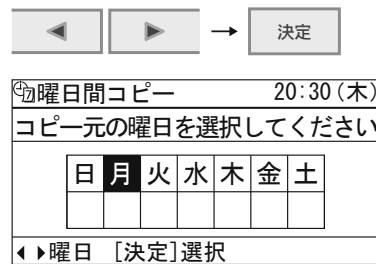 ◀ ▶ → 決定
曜日間コピー 20:30(木)
コピー元の曜日を選択してください
日 月 火 水 木 金 土
◀ ▶曜日 [決定]選択